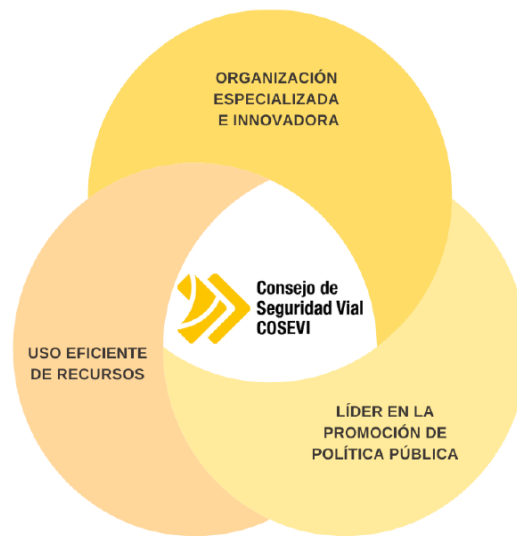 ORGANIZACIÓN
ESPECIALIZADA
E INNOVADORA
Consejo de
Seguridad Vial
COSEVI
USO EFICIENTE
DE RECURSOS
LÍDER EN LA
PROMOCIÓN DE
POLÍTICA PÚBLICA